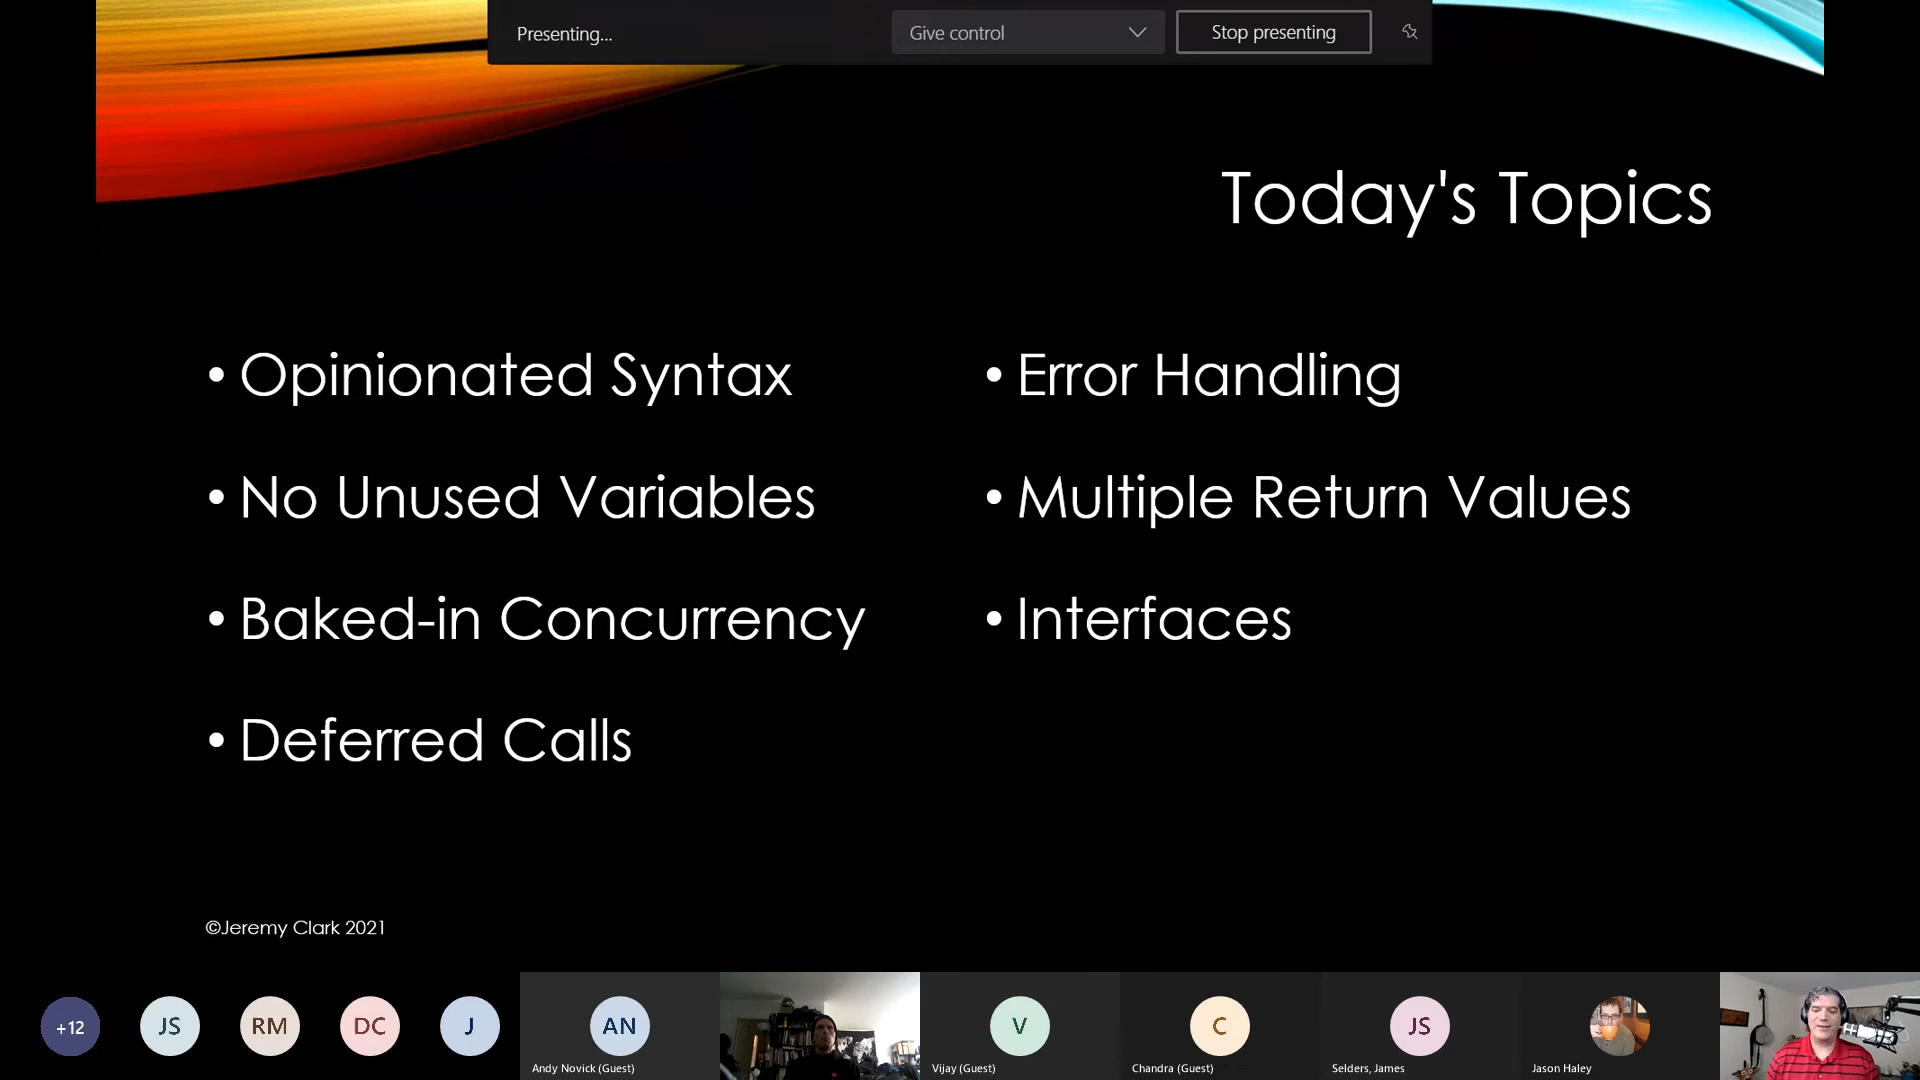 Presenting...
Give control
Stop presenting
Today's Topics
• Opinionated Syntax
• No Unused Variables
• Baked-in Concurrency
• Deferred Calls
• Error Handling
• Multiple Return Values
• Interfaces
©Jeremy Clark 2021
+12
JS
RM
DC
J
AN
Andy Novick (Guest)
V
Vijay (Guest)
C
Chandra (Guest)
JS
Selders, James
Jason Haley